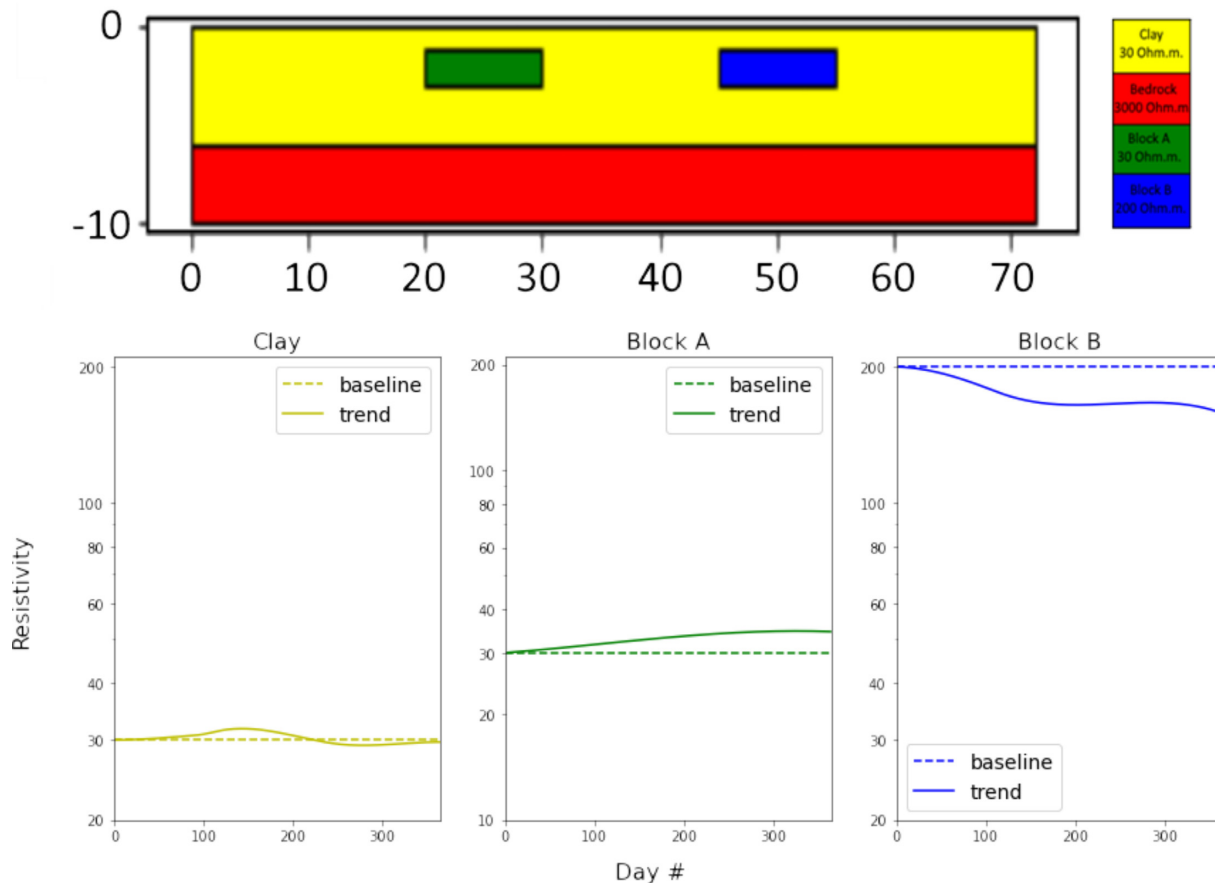 0
-10
0 10 20 30 40 50 60 70
Clay
30 Ohm.m.
Bedrock
3000 Ohm.m
Block A
30 Ohm.m.
Block B
200 Ohm.m.
Resistivity
Clay
200
100
80
60
40
30
20
0 100 200 300
baseline
trend
Block A
200
100
80
60
40
30
20
10
0 100 200 300
baseline
trend
Block B
200
100
80
60
40
30
20
0 100 200 300
baseline
trend
Day #